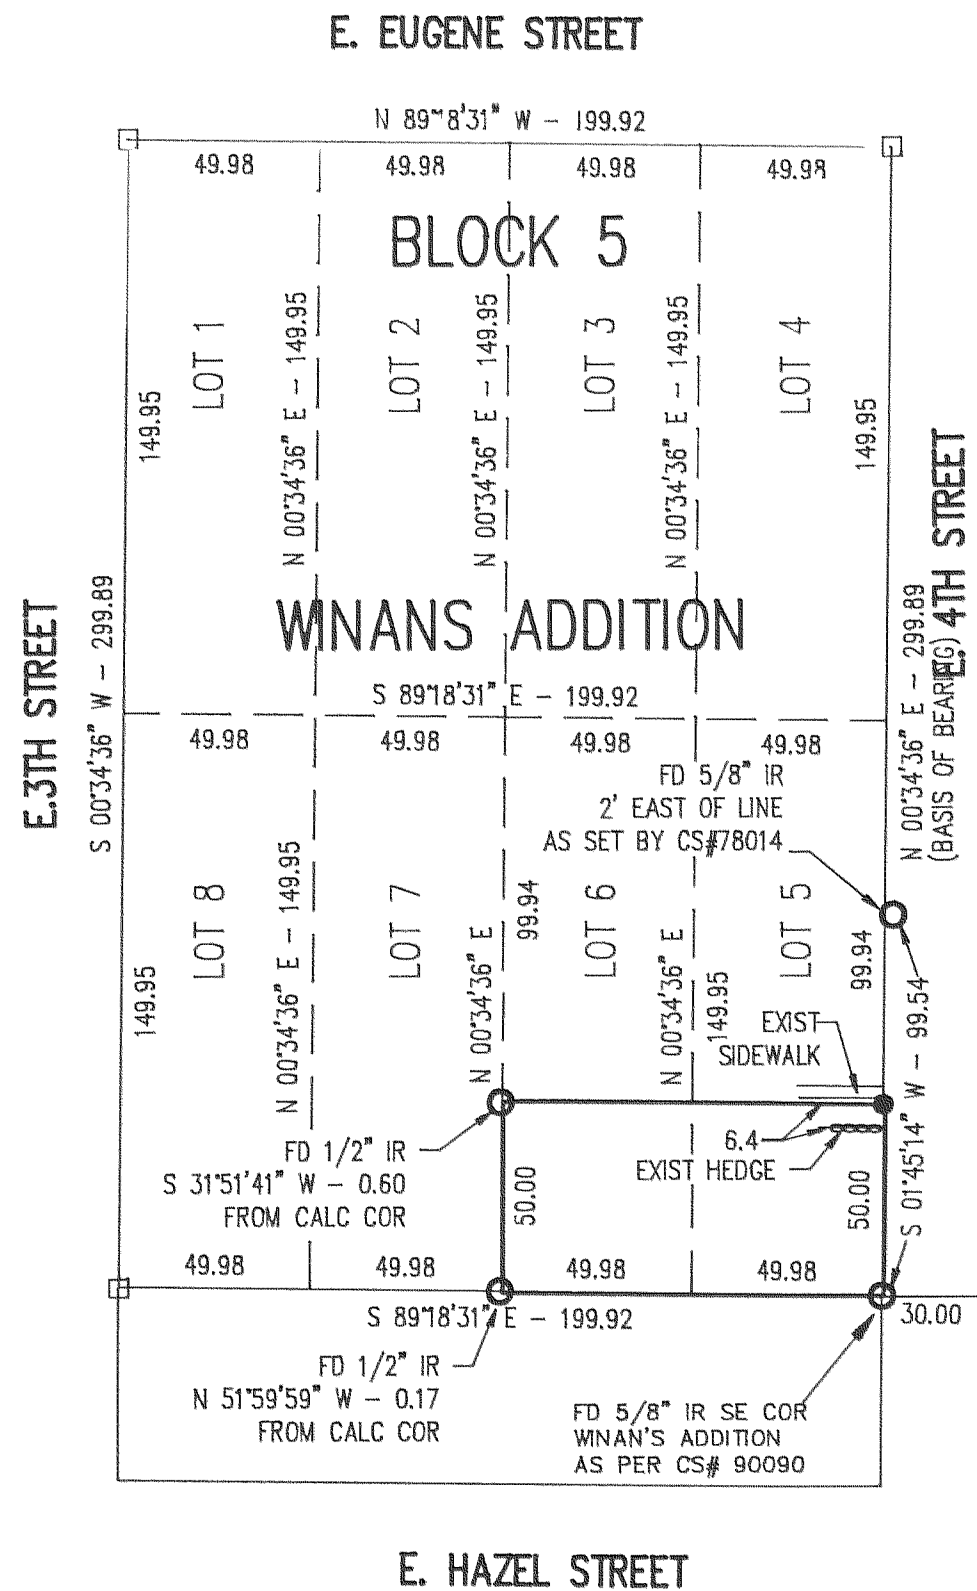 E. EUGENE STREET
N 89°18'31" W - 199.92
49.98
49.98
49.98
49.98
BLOCK 5
LOT 1
LOT 2
LOT 3
LOT 4
149.95
N 00°34'36" E - 149.95
N 00°34'36" E - 149.95
N 00°34'36" E - 149.95
149.95
E.3TH STREET
S 00°34'36" W - 299.89
WINANS ADDITION
E. 4TH STREET
N 00°34'36" E - 299.89
(BASIS OF BEARING)
S 89°18'31" E - 199.92
49.98
49.98
49.98
49.98
FD 5/8" IR
2' EAST OF LINE
AS SET BY CS#78014
LOT 8
LOT 7
LOT 6
LOT 5
149.95
N 00°34'36" E - 149.95
N 00°34'36" E
99.94
N 00°34'36" E
149.95
99.94
S 01°45'14" W - 99.54
EXIST
SIDEWALK
6.4
EXIST HEDGE
FD 1/2" IR
S 31°51'41" W - 0.60
FROM CALC COR
50.00
50.00
49.98
49.98
49.98
49.98
S 89°18'31" E - 199.92
30.00
FD 1/2" IR
N 51°59'59" W - 0.17
FROM CALC COR
FD 5/8" IR SE COR
WINAN'S ADDITION
AS PER CS# 90090
E. HAZEL STREET